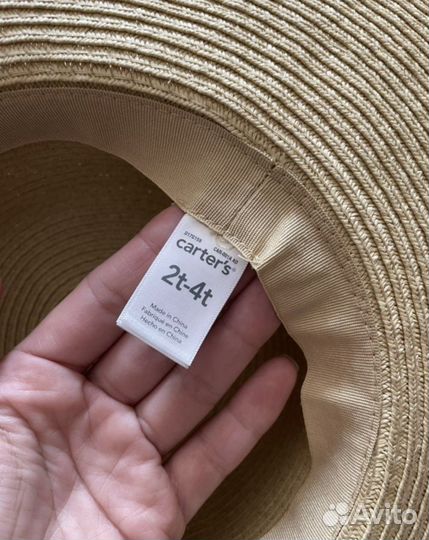 carter's
2t-4t
Made in China
Fabriqué en Chine
Hecho en China
Avito